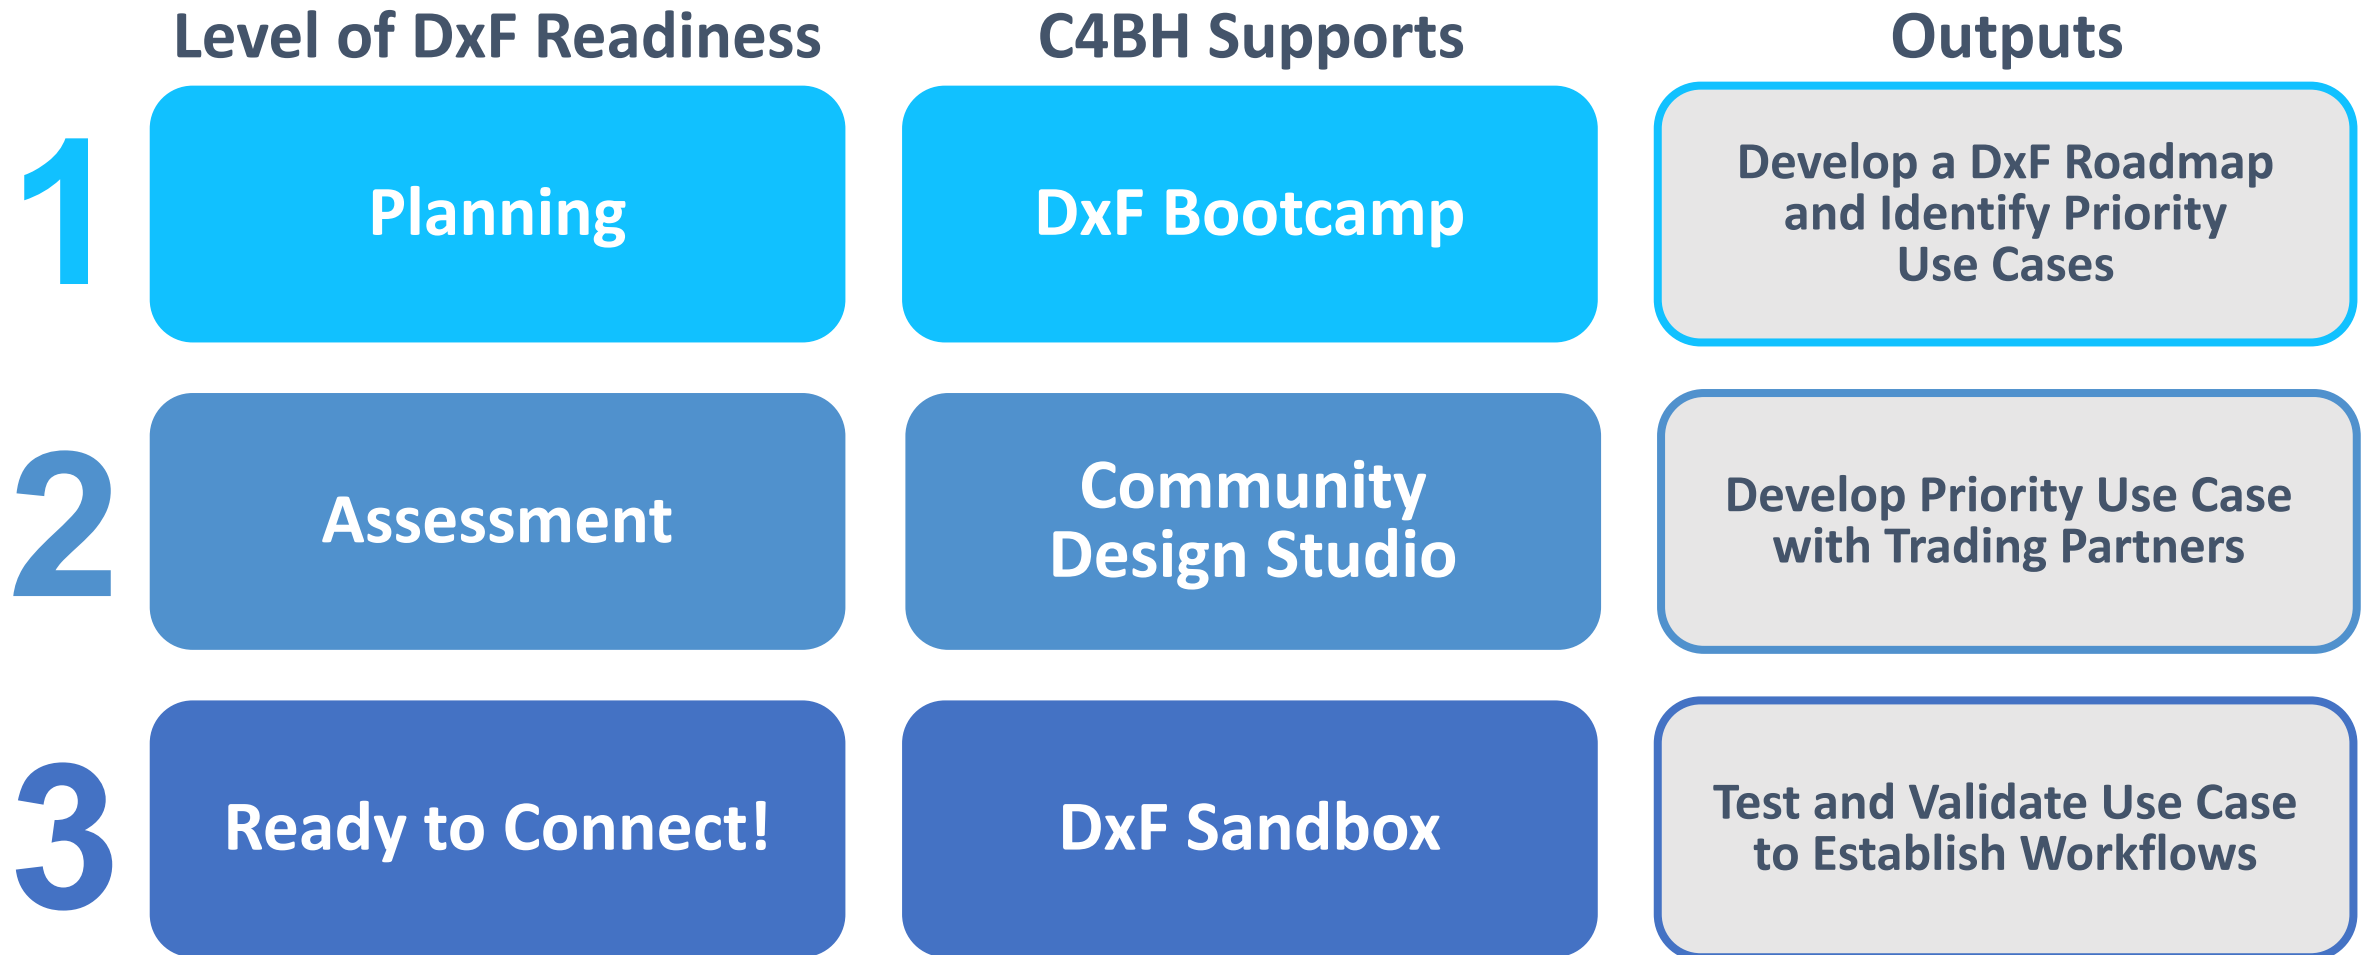 Level of DxF Readiness
C4BH Supports
Outputs
1
Planning
DxF Bootcamp
Develop a DxF Roadmap
and Identify Priority
Use Cases
2
Assessment
Community
Design Studio
Develop Priority Use Case
with Trading Partners
3
Ready to Connect!
DxF Sandbox
Test and Validate Use Case
to Establish Workflows